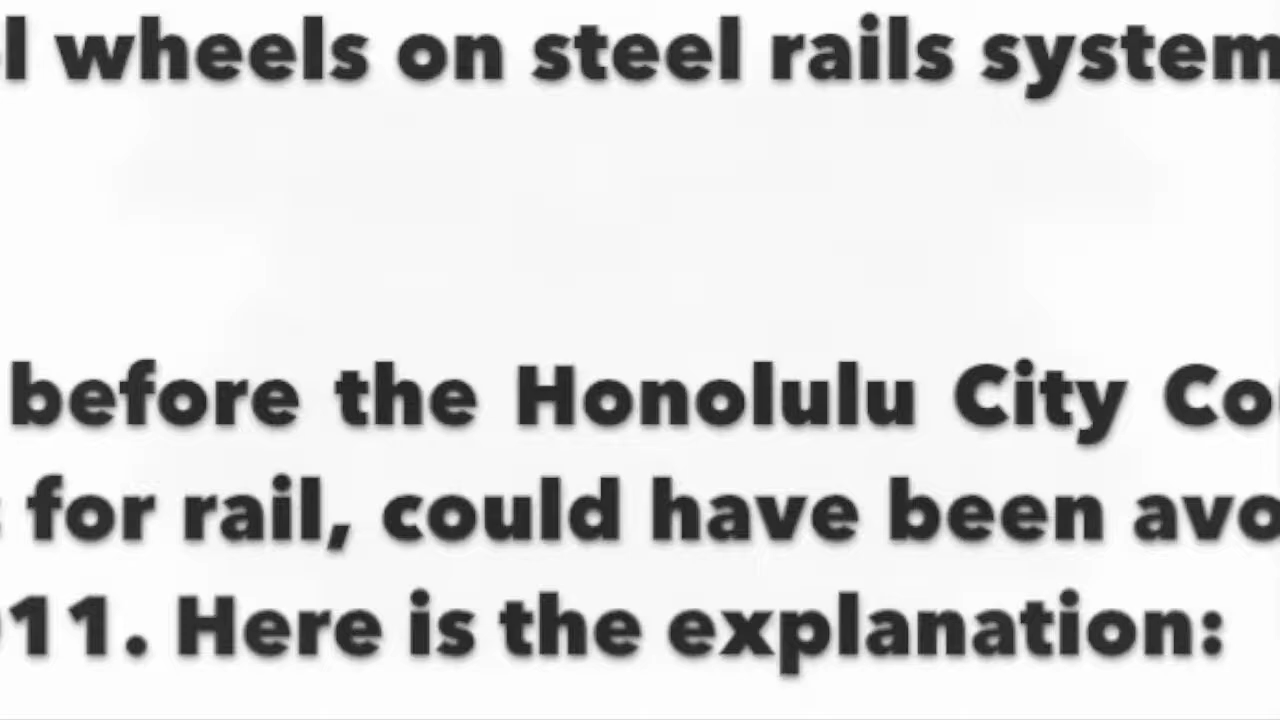 l wheels on steel rails system
before the Honolulu City Co
for rail, could have been avo
11. Here is the explanation: